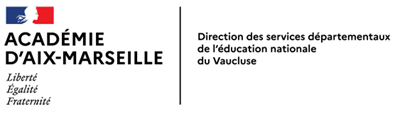 ACADÉMIE
D'AIX-MARSEILLE
Liberté
Égalité
Fraternité
Direction des services départementaux
de l'éducation nationale
du Vaucluse